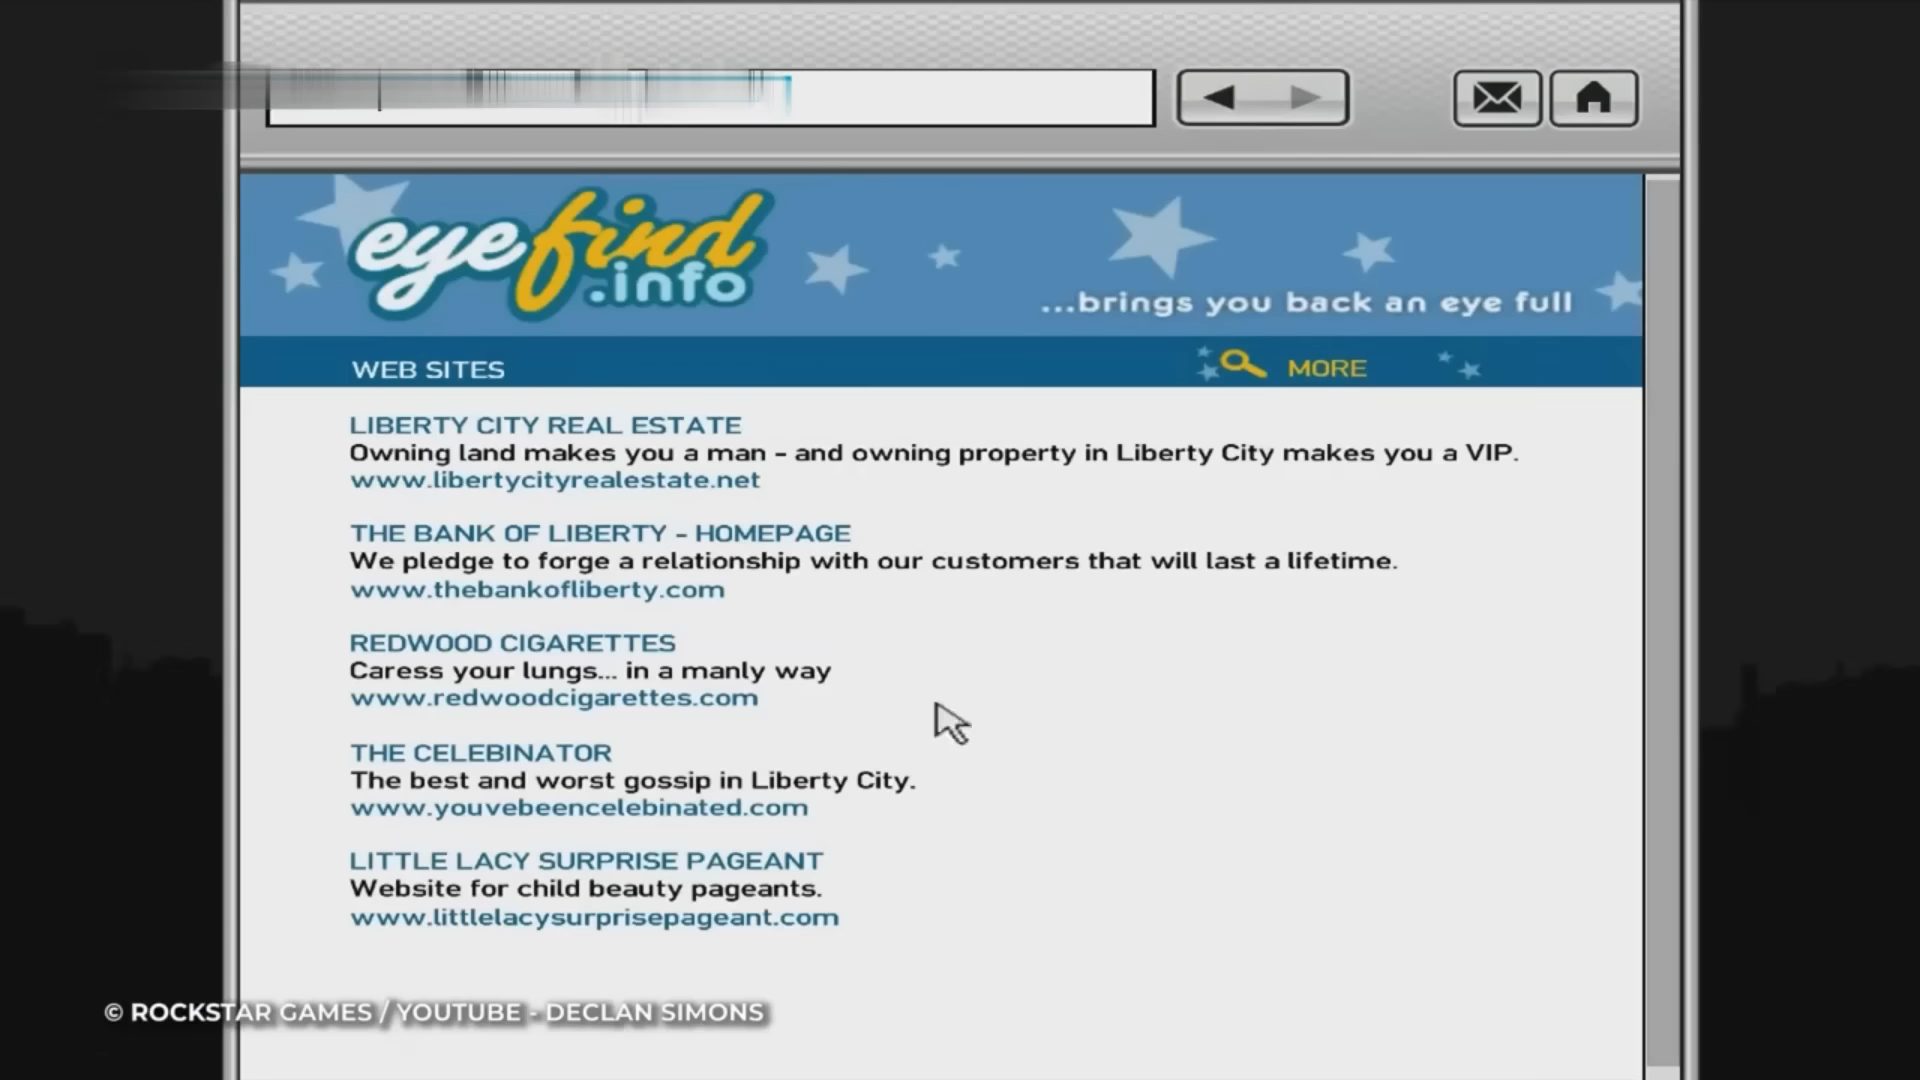 eyefind
.info
...brings you back an eye full
WEB SITES
MORE
LIBERTY CITY REAL ESTATE
Owning land makes you a man - and owning property in Liberty City makes you a VIP.
www.libertycityrealestate.net
THE BANK OF LIBERTY - HOMEPAGE
We pledge to forge a relationship with our customers that will last a lifetime.
www.thebankofliberty.com
REDWOOD CIGARETTES
Caress your lungs... in a manly way
www.redwoodcigarettes.com
THE CELEBINATOR
The best and worst gossip in Liberty City.
www.youvebeencelebinated.com
LITTLE LACY SURPRISE PAGEANT
Website for child beauty pageants.
www.littlelacysurprisepageant.com
© ROCKSTAR GAMES / YOUTUBE - DECLAN SIMONS